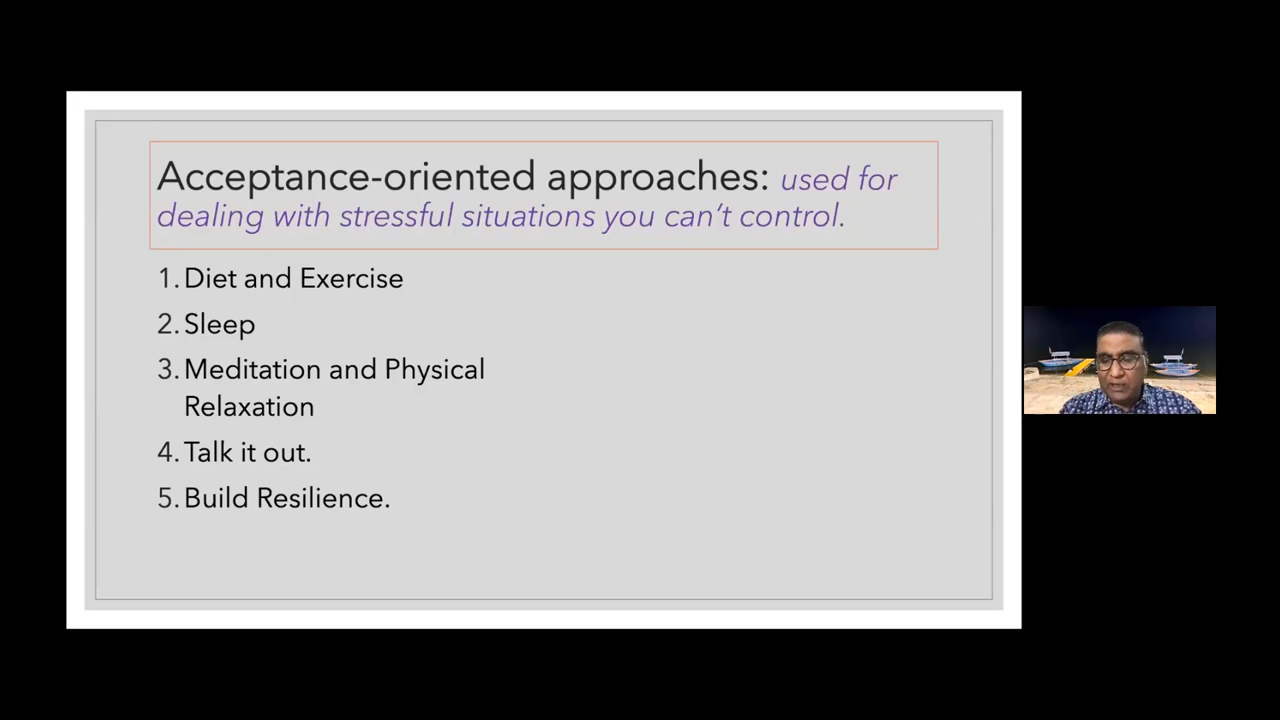 Acceptance-oriented approaches: used for
dealing with stressful situations you can’t control.
1. Diet and Exercise
2. Sleep
3. Meditation and Physical
Relaxation
4. Talk it out.
5. Build Resilience.